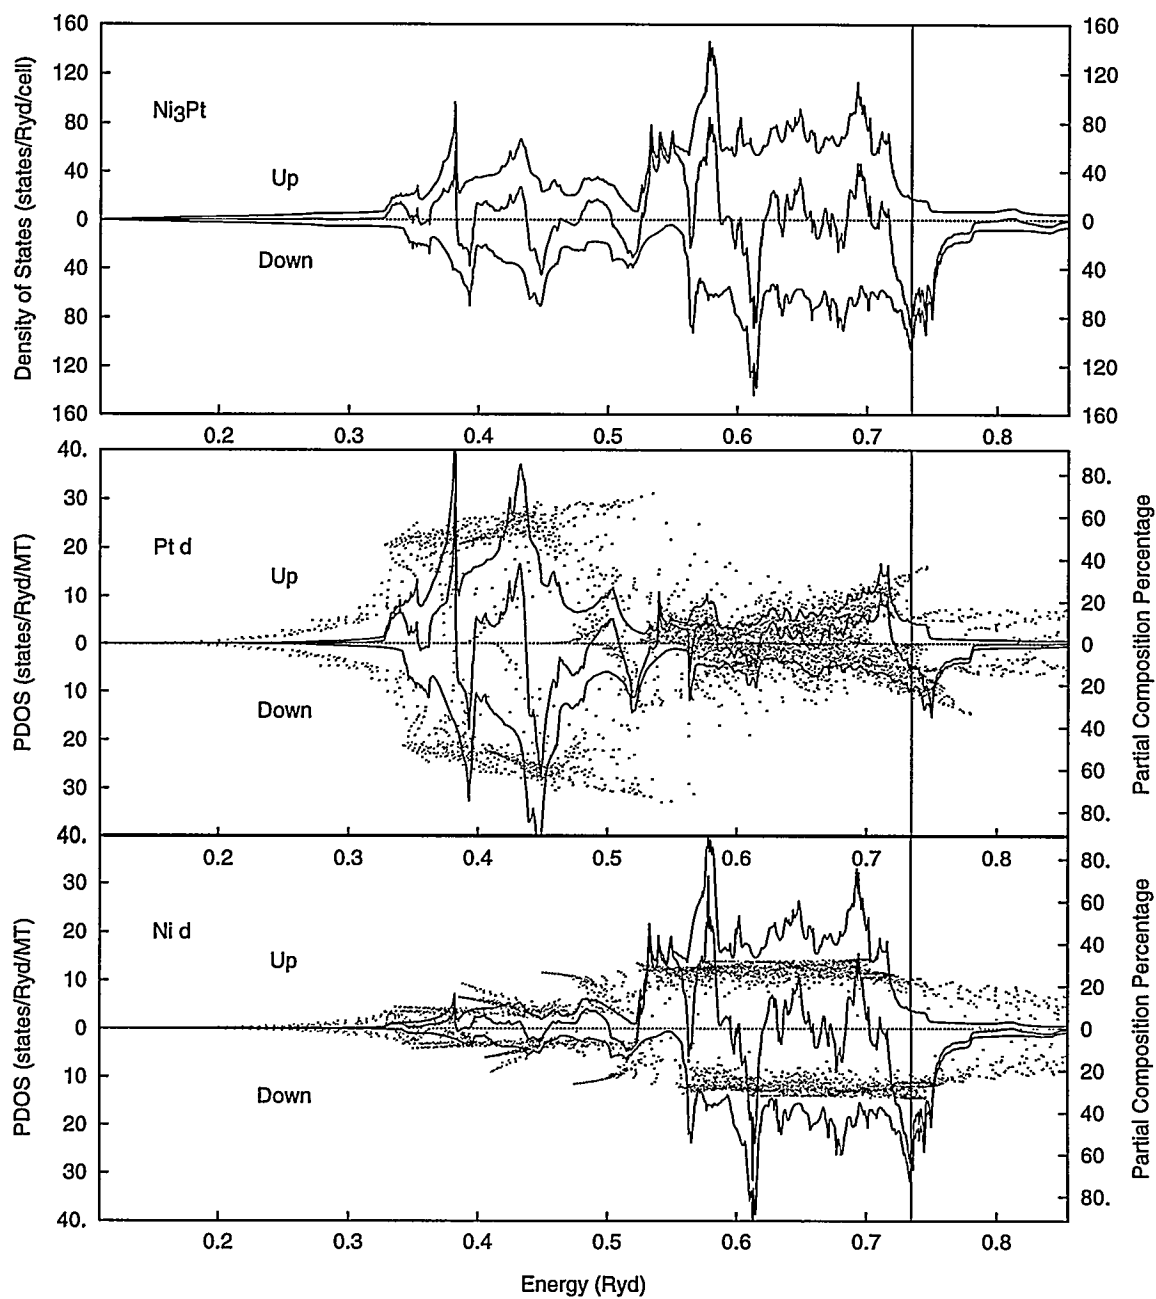 160
120
80
40
0
40
80
120
160
Density of States (states/Ryd/cell)
Ni3Pt
Up
Down
160
120
80
40
0
40
80
120
160
0.2 0.3 0.4 0.5 0.6 0.7 0.8
40.
30
20
10
0
10
20
30
40.
PDOS (states/Ryd/MT)
Pt d
Up
Down
80.
60
40
20
0
20
40
60
80.
Partial Composition Percentage
0.2 0.3 0.4 0.5 0.6 0.7 0.8
30
20
10
0
10
20
30
40.
PDOS (states/Ryd/MT)
Ni d
Up
Down
80.
60
40
20
0
20
40
60
80.
Partial Composition Percentage
0.2 0.3 0.4 0.5 0.6 0.7 0.8
Energy (Ryd)